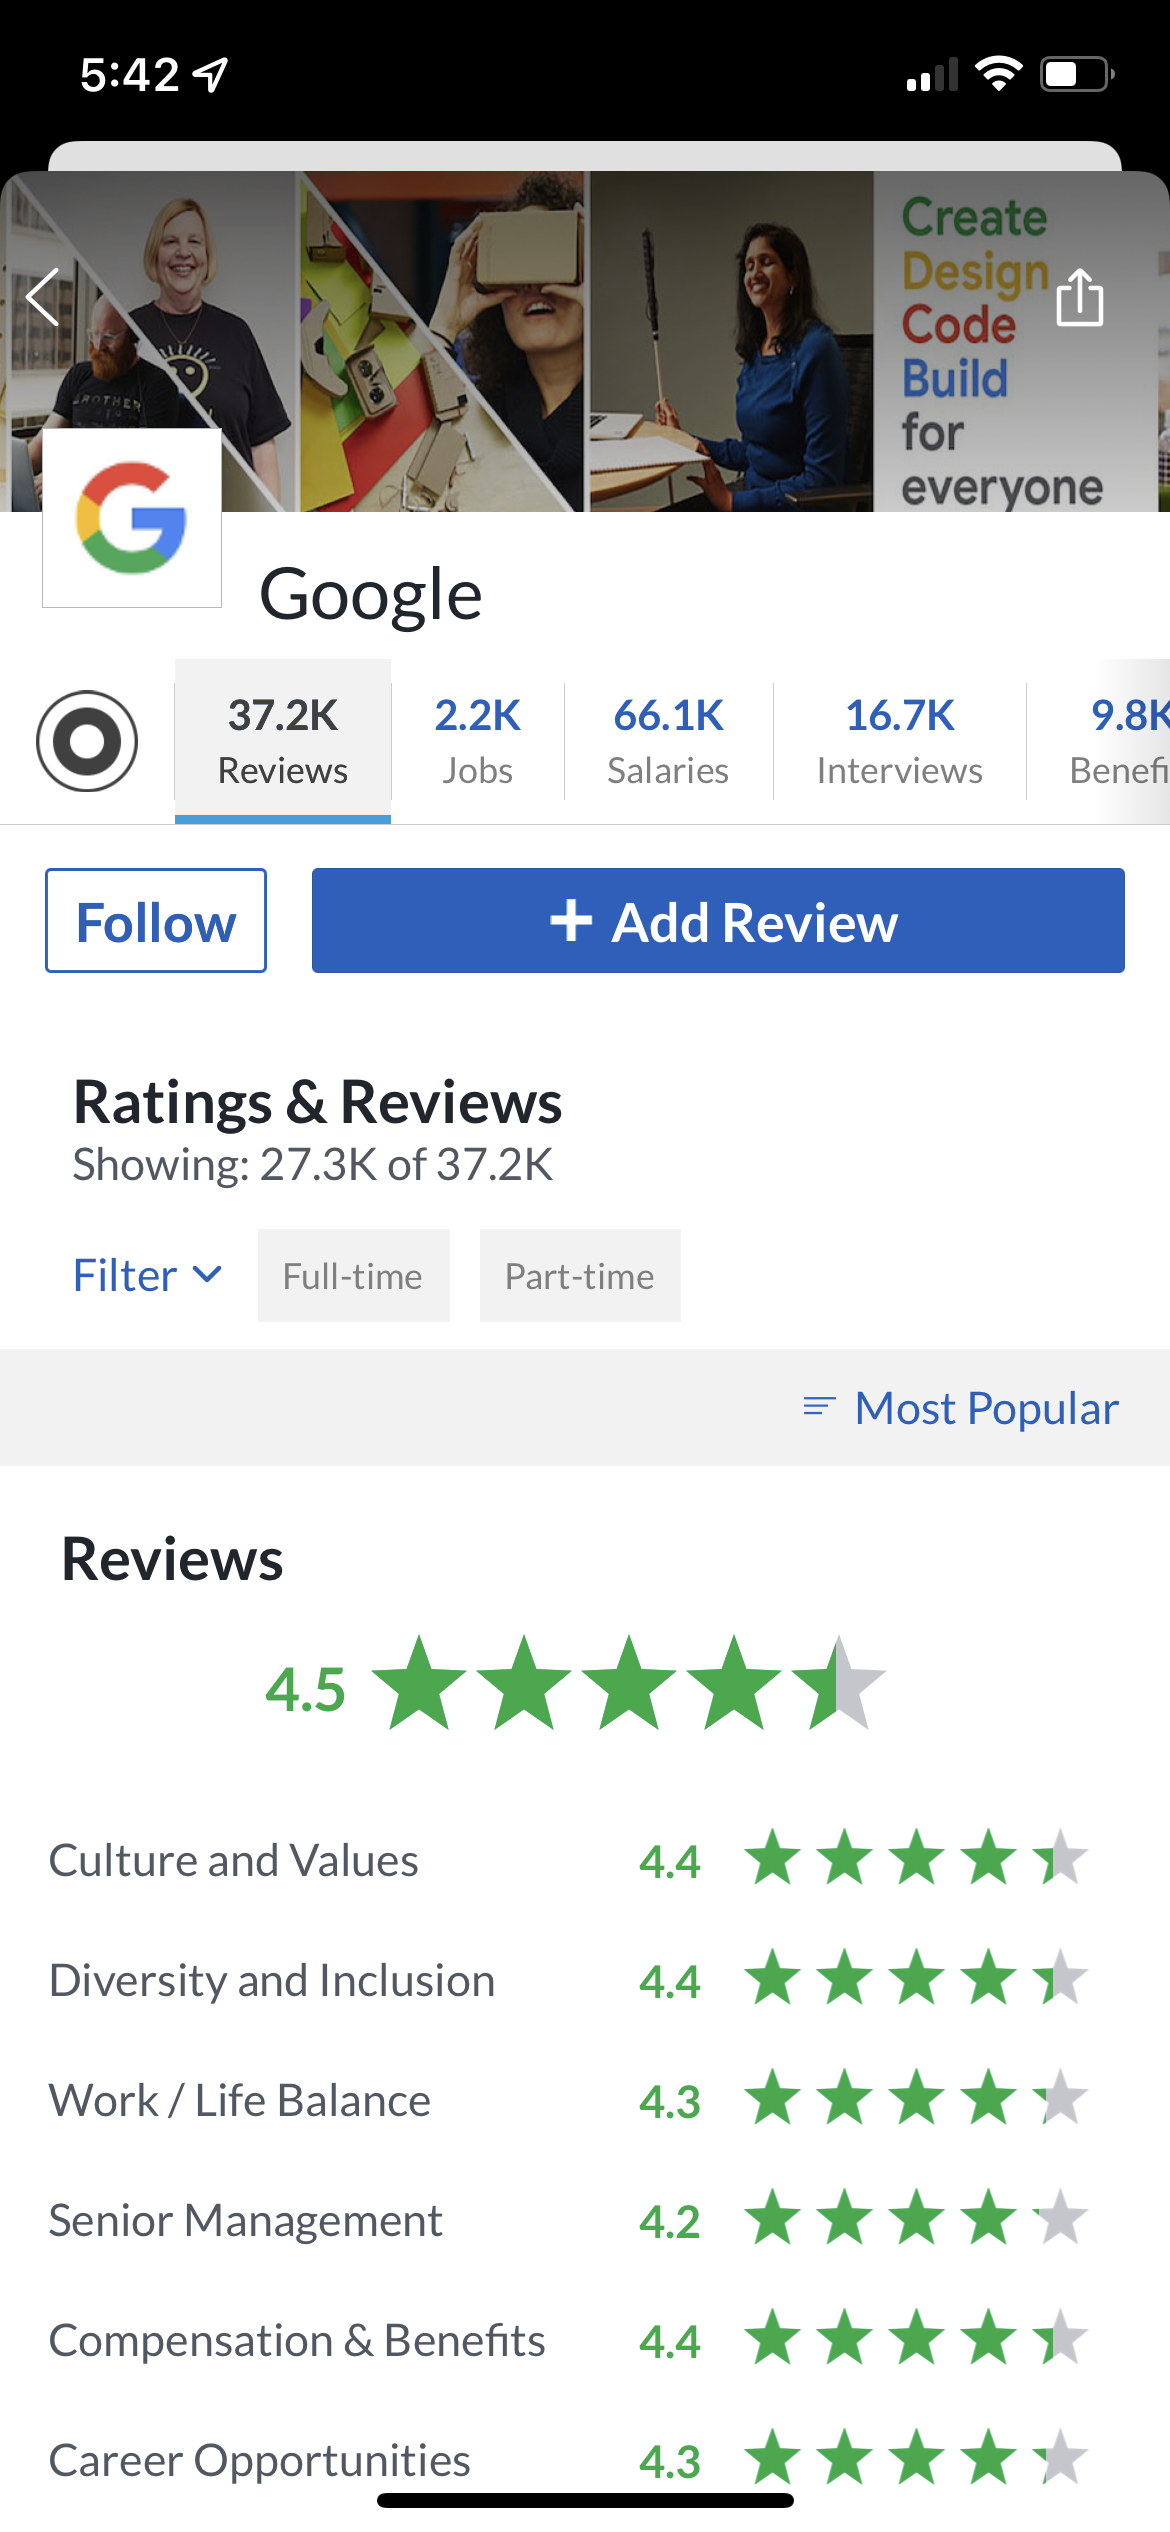 5:42
BROTHER
Create
Design
Code
Build
for
everyone
Google
37.2K
Reviews
2.2K
Jobs
66.1K
Salaries
16.7K
Interviews
9.8K
Benefi
Follow
+ Add Review
Ratings & Reviews
Showing: 27.3K of 37.2K
Filter
Full-time
Part-time
Most Popular
Reviews
4.5
Culture and Values 4.4
Diversity and Inclusion 4.4
Work / Life Balance 4.3
Senior Management 4.2
Compensation & Benefits 4.4
Career Opportunities 4.3